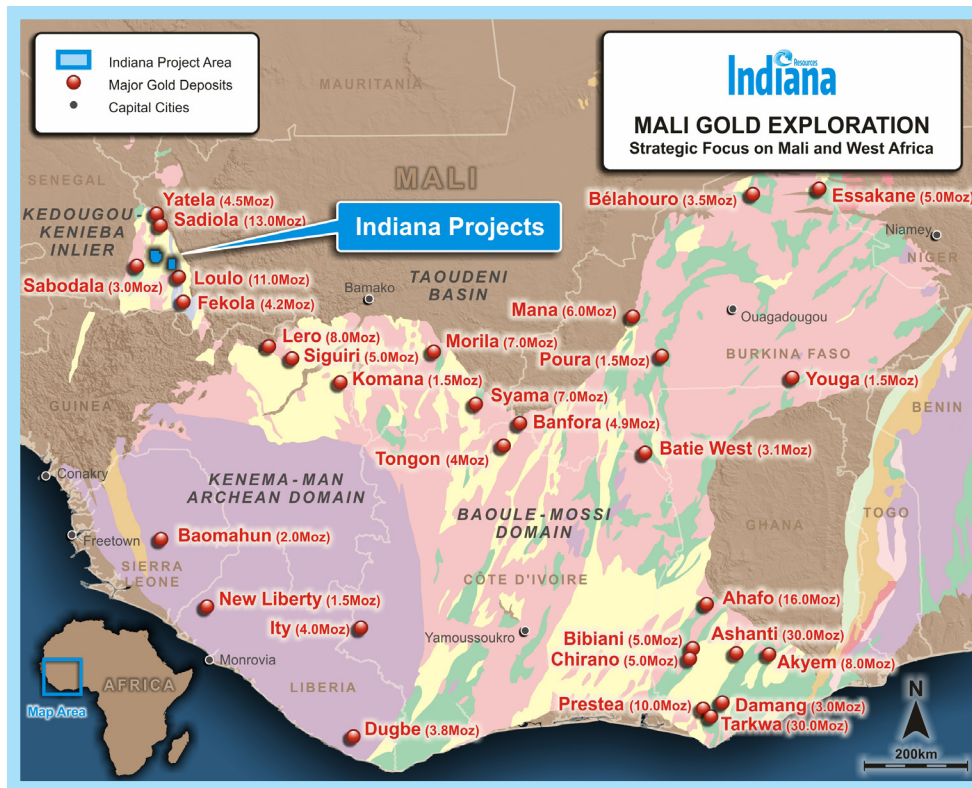 Indiana Project Area
Major Gold Deposits
Capital Cities
Indiana
Resources
MALI GOLD EXPLORATION
Strategic Focus on Mali and West Africa
MAURITANIA
SENEGAL
MALI
KEDOUGOU-
KENIEBA
INLIER
Yatela (4.5Moz)
Sadiola (13.0Moz)
Indiana Projects
Bélahouro (3.5Moz)
Essakane (5.0Moz)
Niamey
NIGER
Sabodala (3.0Moz)
Loulo (11.0Moz)
Fekola (4.2Moz)
TAOUDENI
BASIN
Bamako
Mana (6.0Moz)
Ouagadougou
Lero (8.0Moz)
Siguiri (5.0Moz)
Komana (1.5Moz)
Morila (7.0Moz)
Poura (1.5Moz)
BURKINA FASO
Youga (1.5Moz)
Syama (7.0Moz)
Banfora (4.9Moz)
Tongon (4Moz)
Batie West (3.1Moz)
GUINEA
BENIN
Conakry
KENEMA-MAN
ARCHEAN DOMAIN
BAOULE-MOSSI
DOMAIN
GHANA
TOGO
Freetown
Baomahun (2.0Moz)
SIERRA
LEONE
CÔTE D'IVOIRE
New Liberty (1.5Moz)
Ity (4.0Moz)
Yamoussoukro
Ahafo (16.0Moz)
Bibiani (5.0Moz)
Ashanti (30.0Moz)
Chirano (5.0Moz)
Akyem (8.0Moz)
Monrovia
LIBERIA
AFRICA
Map Area
Dugbe (3.8Moz)
Prestea (10.0Moz)
Damang (3.0Moz)
Tarkwa (30.0Moz)
N
200km